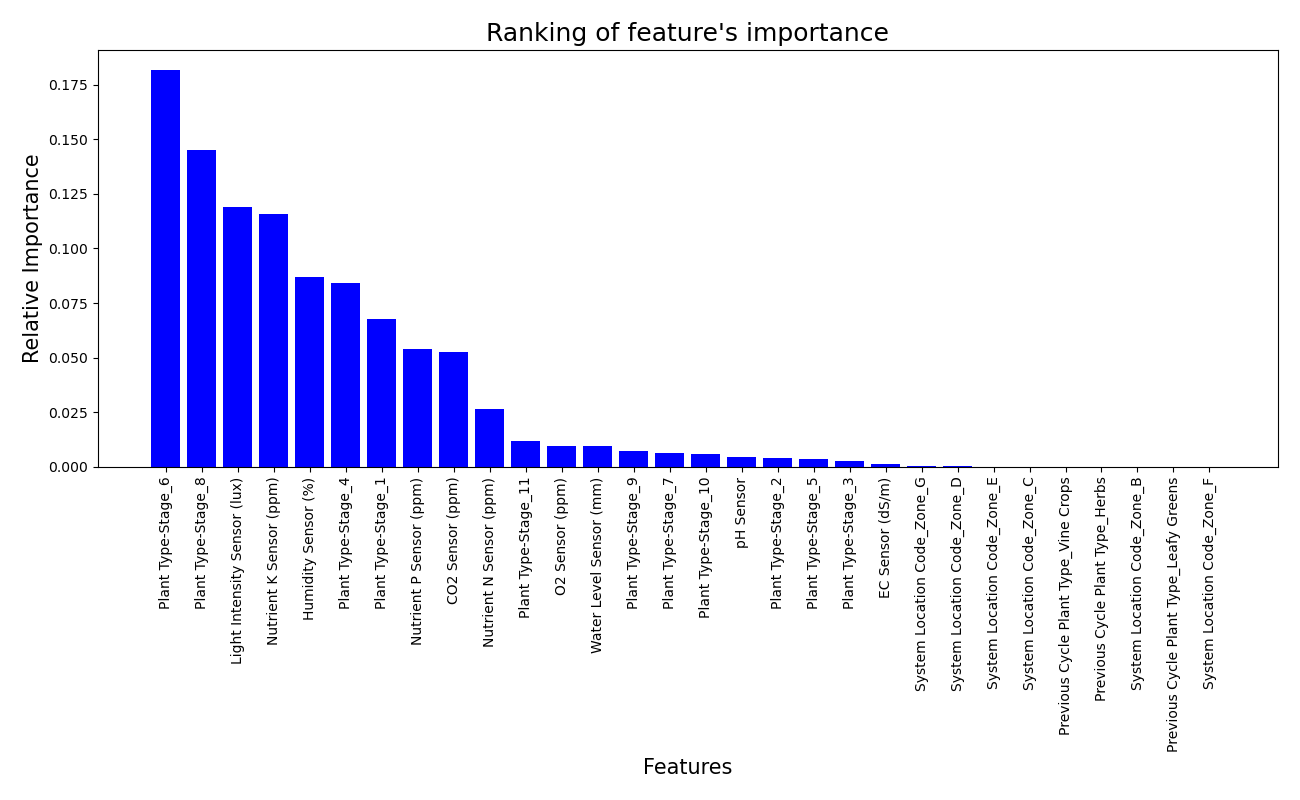 Ranking of feature's importance
Relative Importance
0.175
0.150
0.125
0.100
0.075
0.050
0.025
0.000
Plant Type-Stage_6
Plant Type-Stage_8
Light Intensity Sensor (lux)
Nutrient K Sensor (ppm)
Humidity Sensor (%)
Plant Type-Stage_4
Plant Type-Stage_1
Nutrient P Sensor (ppm)
CO2 Sensor (ppm)
Nutrient N Sensor (ppm)
Plant Type-Stage_11
O2 Sensor (ppm)
Water Level Sensor (mm)
Plant Type-Stage_9
Plant Type-Stage_7
Plant Type-Stage_10
pH Sensor
Plant Type-Stage_2
Plant Type-Stage_5
Plant Type-Stage_3
EC Sensor (dS/m)
System Location Code_Zone_G
System Location Code_Zone_D
System Location Code_Zone_E
System Location Code_Zone_C
Previous Cycle Plant Type_Vine Crops
Previous Cycle Plant Type_Herbs
System Location Code_Zone_B
Previous Cycle Plant Type_Leafy Greens
System Location Code_Zone_F
Features